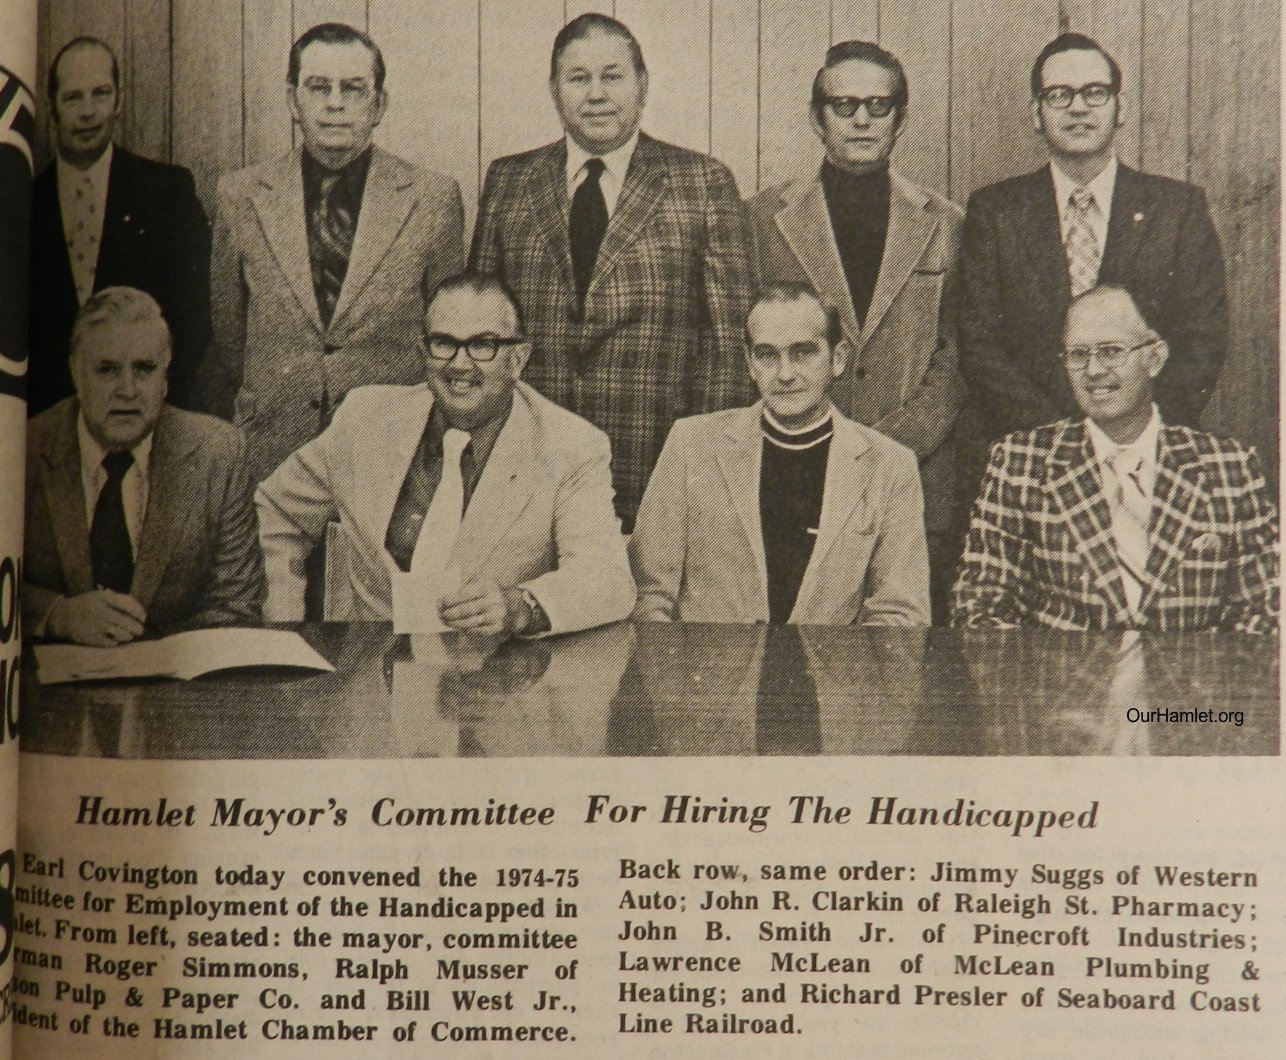 OurHamlet.org
Hamlet Mayor's Committee For Hiring The Handicapped
Earl Covington today convened the 1974-75
mittee for Employment of the Handicapped in
let. From left, seated: the mayor, committee
rman Roger Simmons, Ralph Musser of
son Pulp & Paper Co. and Bill West Jr.,
ident of the Hamlet Chamber of Commerce.
Back row, same order: Jimmy Suggs of Western
Auto; John R. Clarkin of Raleigh St. Pharmacy;
John B. Smith Jr. of Pinecroft Industries;
Lawrence McLean of McLean Plumbing &
Heating; and Richard Presler of Seaboard Coast
Line Railroad.